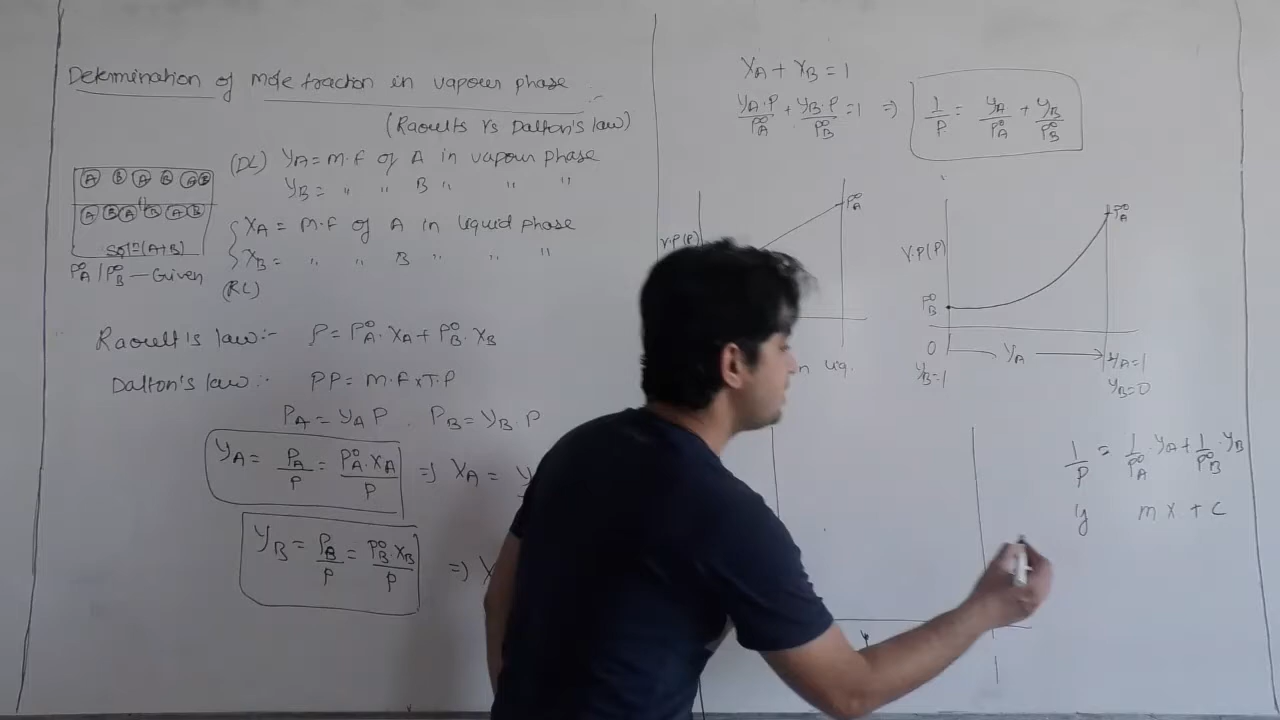 Determination of mole fraction in vapour phase :-
(Raoults Vs Dalton's law)
A B A B A B
A B A B A B
Solⁿ (A+B)
P°A / P°B — Given
(DL) yA = m.f of A in vapour phase
yB = " " B " " "
XA = m.f of A in liquid phase
XB = " " B " " "
(RL)
Raoult's law :- P = P°A . XA + P°B . XB
Dalton's law :- PP = m.f x T.P
PA = yA P . PB = yB . P
yA = PA/P = P°A . XA/P => XA = y
yB = PB/P = P°B . XB/P => X
XA + XB = 1
yA . P/P°A + yB . P/P°B = 1 => 1/P = yA/P°A + yB/P°B
P°A
V.P (P)
n liq.
P°A
V.P (P)
P°B
0 yA yA = 1
yB = 1 yB = 0
1/P = 1/P°A . yA + 1/P°B . yB
y m x + c